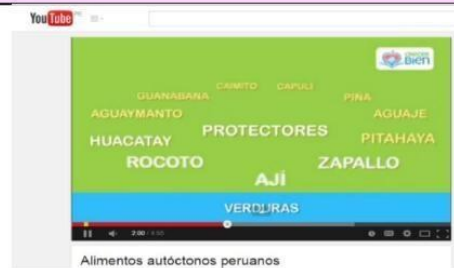 YouTube
Bien
CAIMITO CAPULI
GUANABANA PIÑA
AGUAYMANTO AGUAJE
PROTECTORES
HUACATAY PITAHAYA
ROCOTO ZAPALLO
AJÍ
VERDURAS
2:00
Alimentos autóctonos peruanos